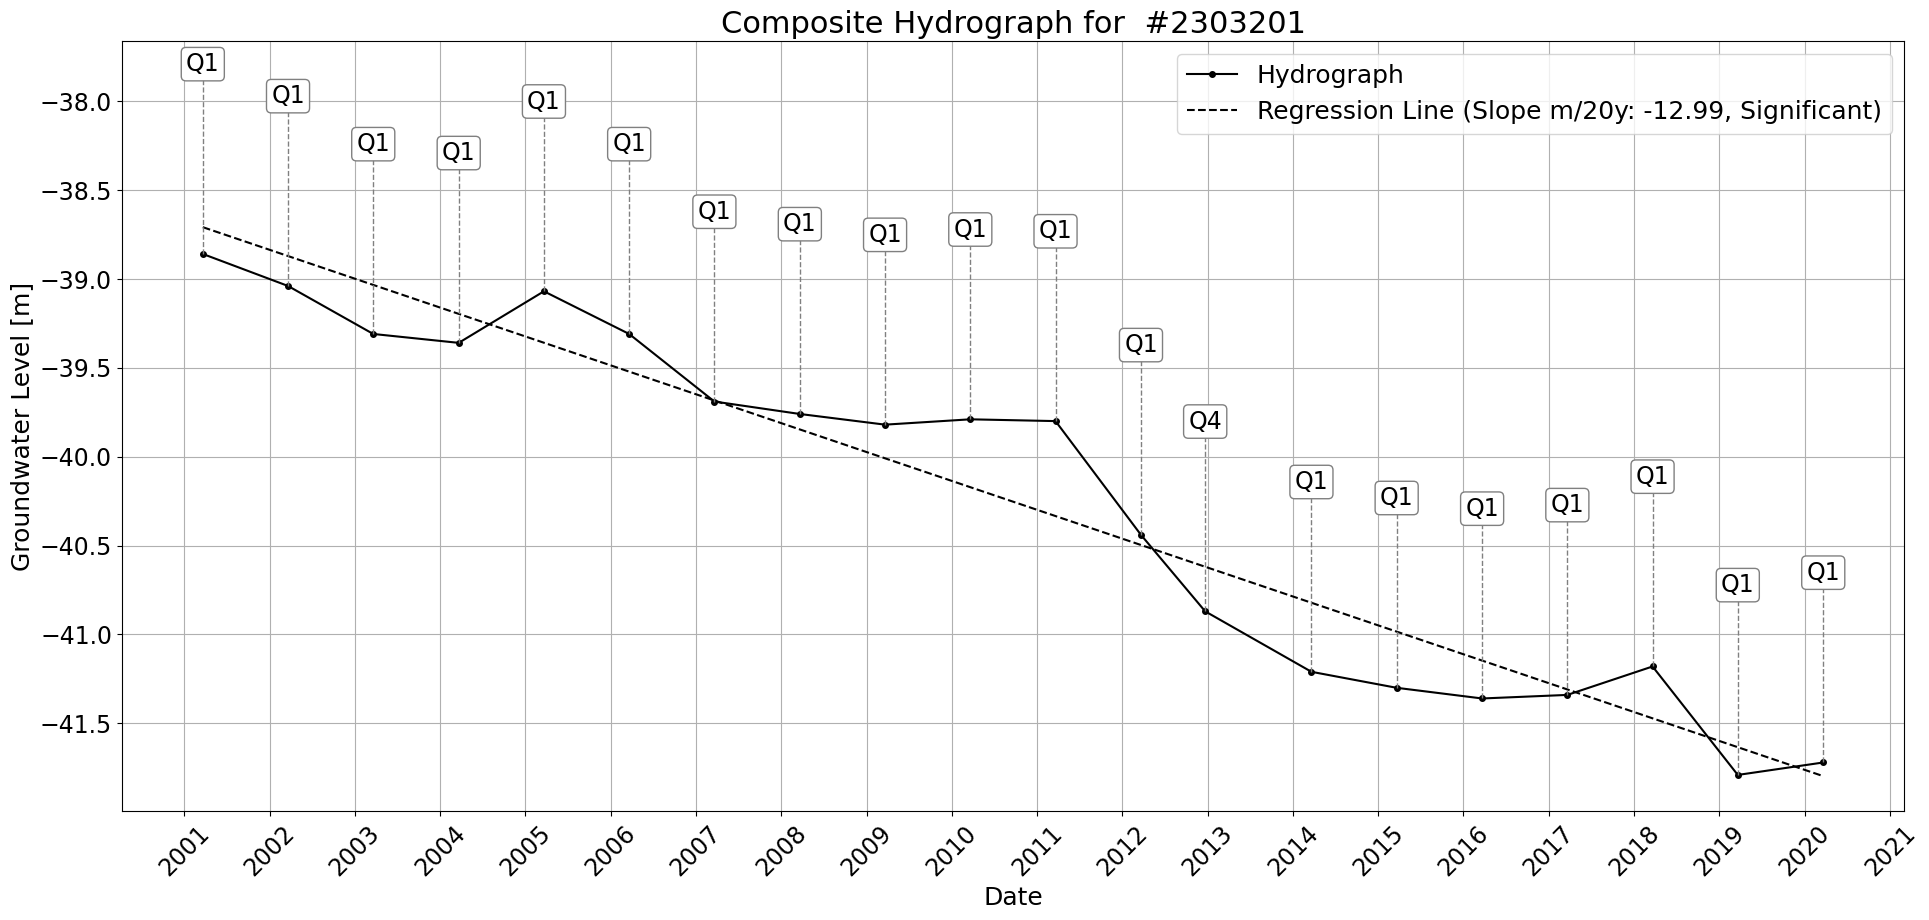 Composite Hydrograph for  #2303201
Hydrograph
Regression Line (Slope m/20y: -12.99, Significant)
Q1
Q1
Q1
Q1
Q1
Q1
Q1
Q1
Q1
Q1
Q1
Q1
Q4
Q1
Q1
Q1
Q1
Q1
Q1
Q1
Groundwater Level [m]
−38.0
−38.5
−39.0
−39.5
−40.0
−40.5
−41.0
−41.5
2001
2002
2003
2004
2005
2006
2007
2008
2009
2010
2011
2012
2013
2014
2015
2016
2017
2018
2019
2020
2021
Date